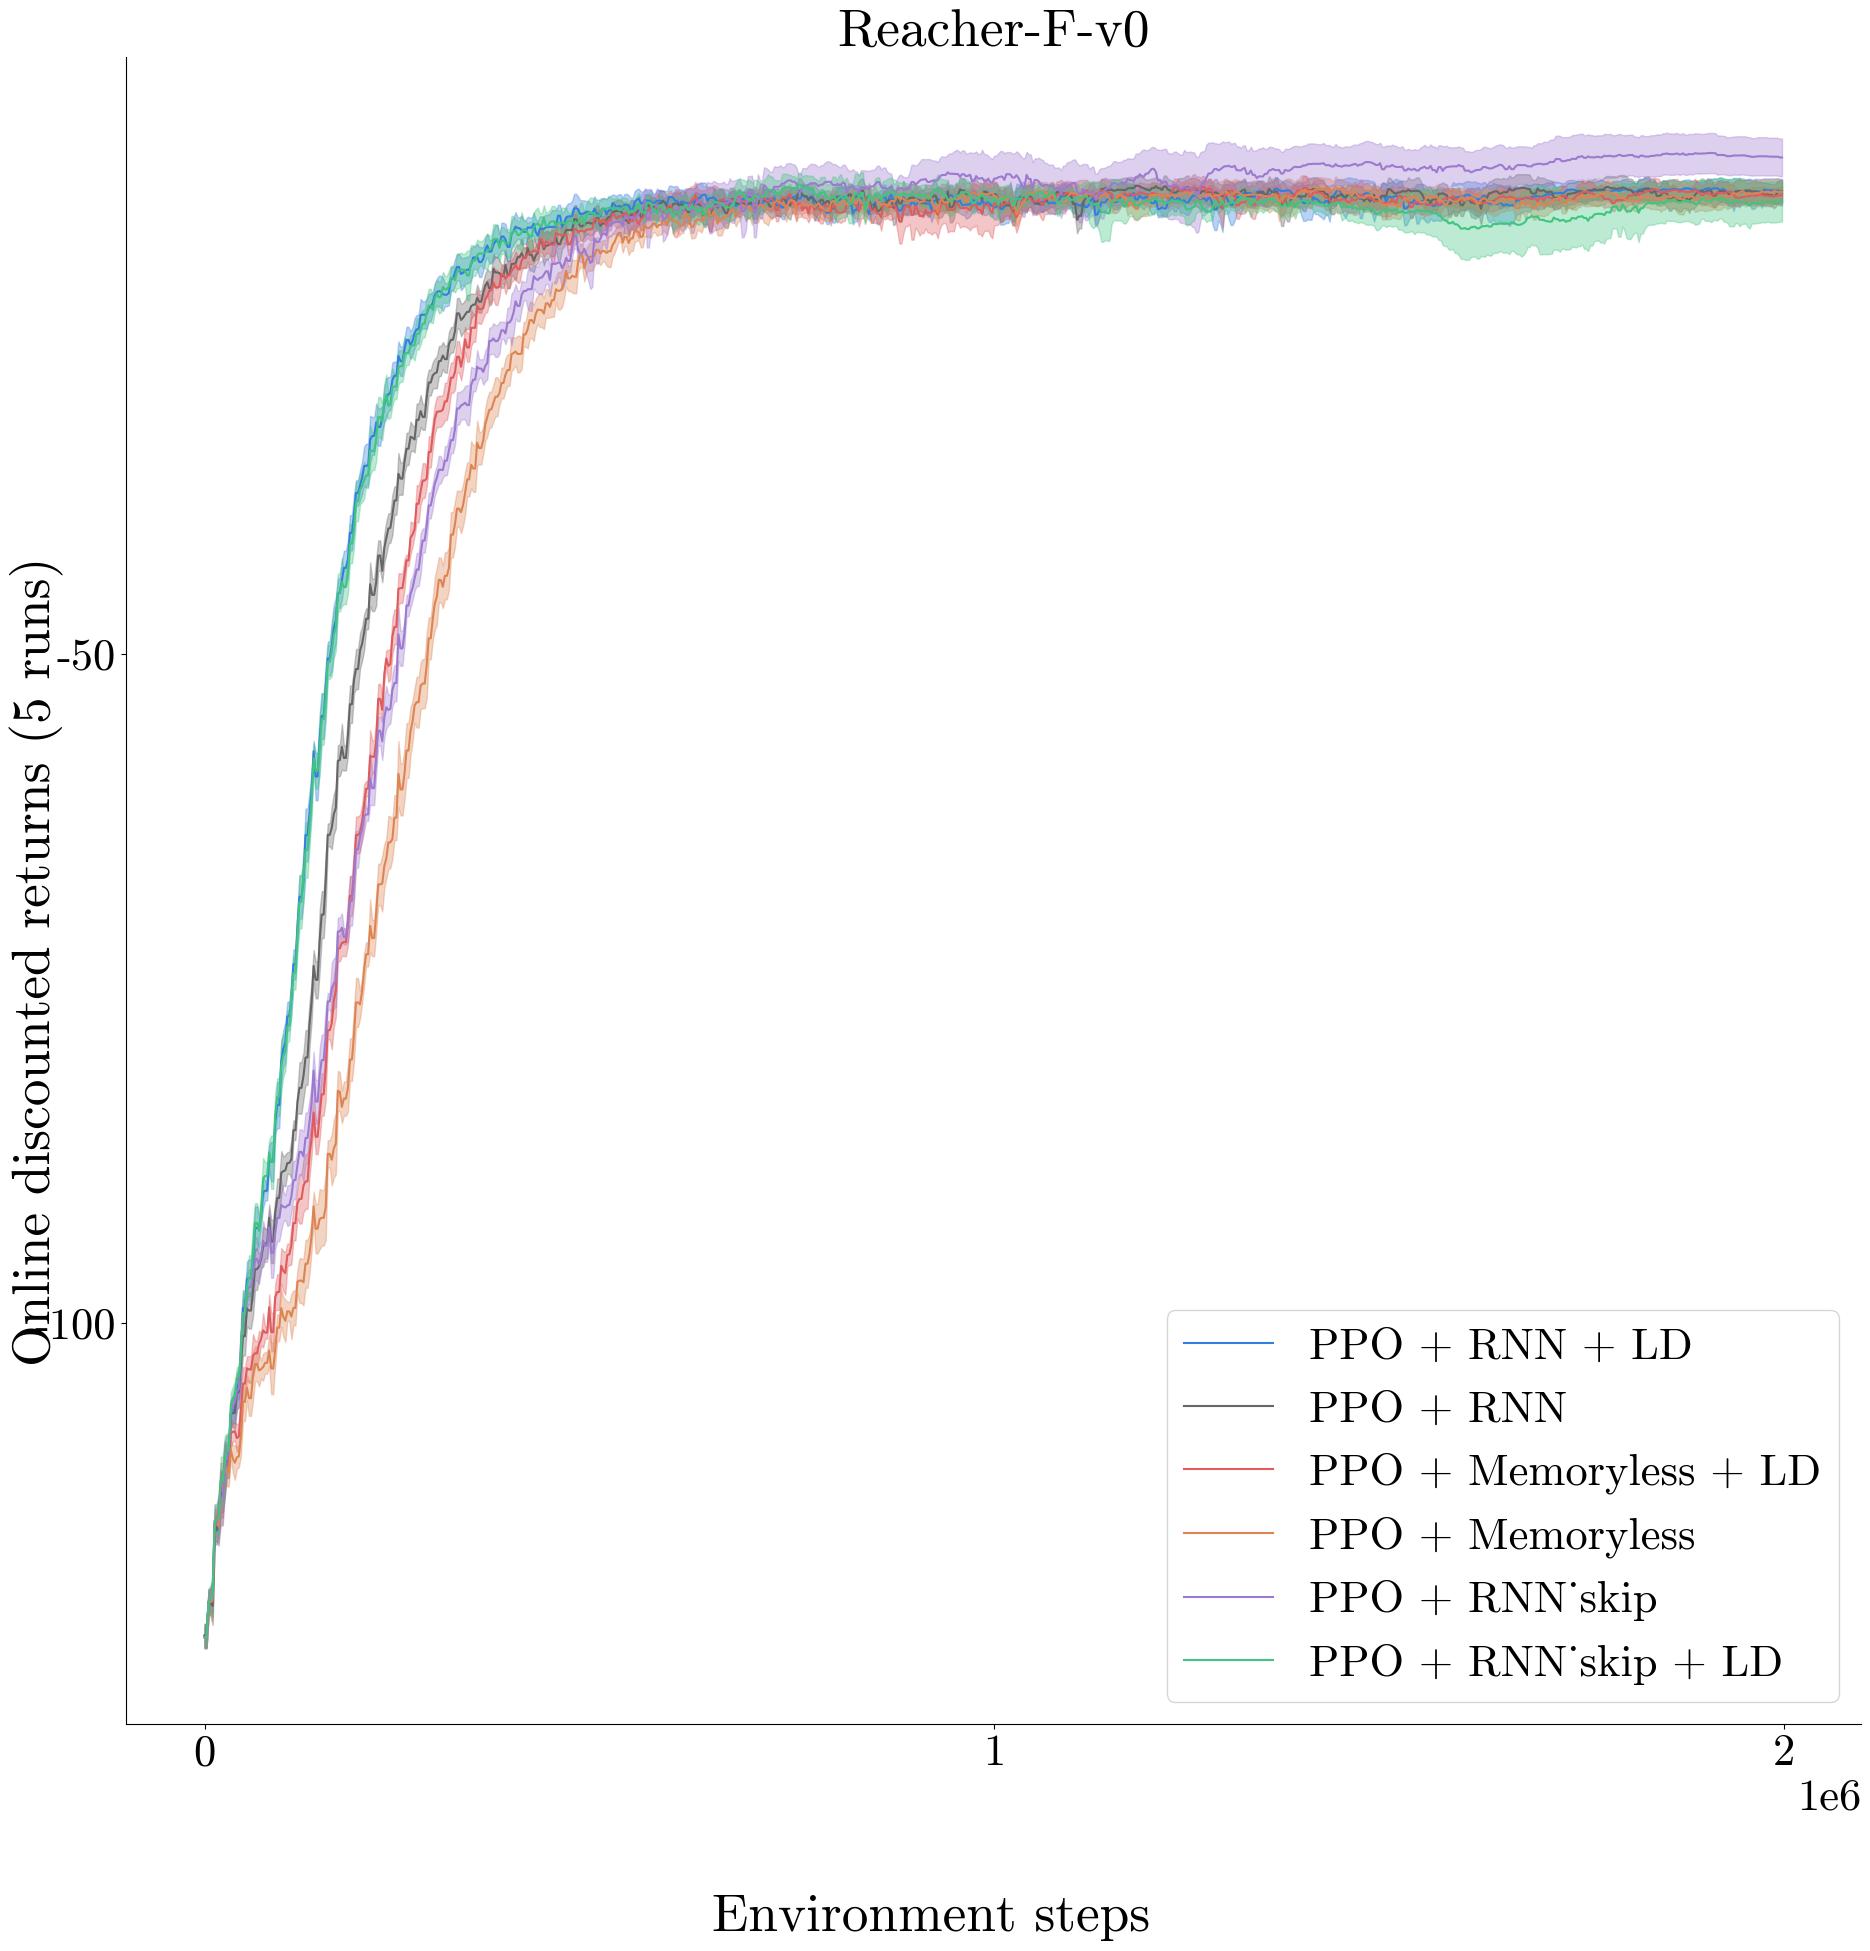 Reacher-F-v0
Online discounted returns (5 runs)
-50
-100
0
1
2
1e6
Environment steps
PPO + RNN + LD
PPO + RNN
PPO + Memoryless + LD
PPO + Memoryless
PPO + RNN˙skip
PPO + RNN˙skip + LD